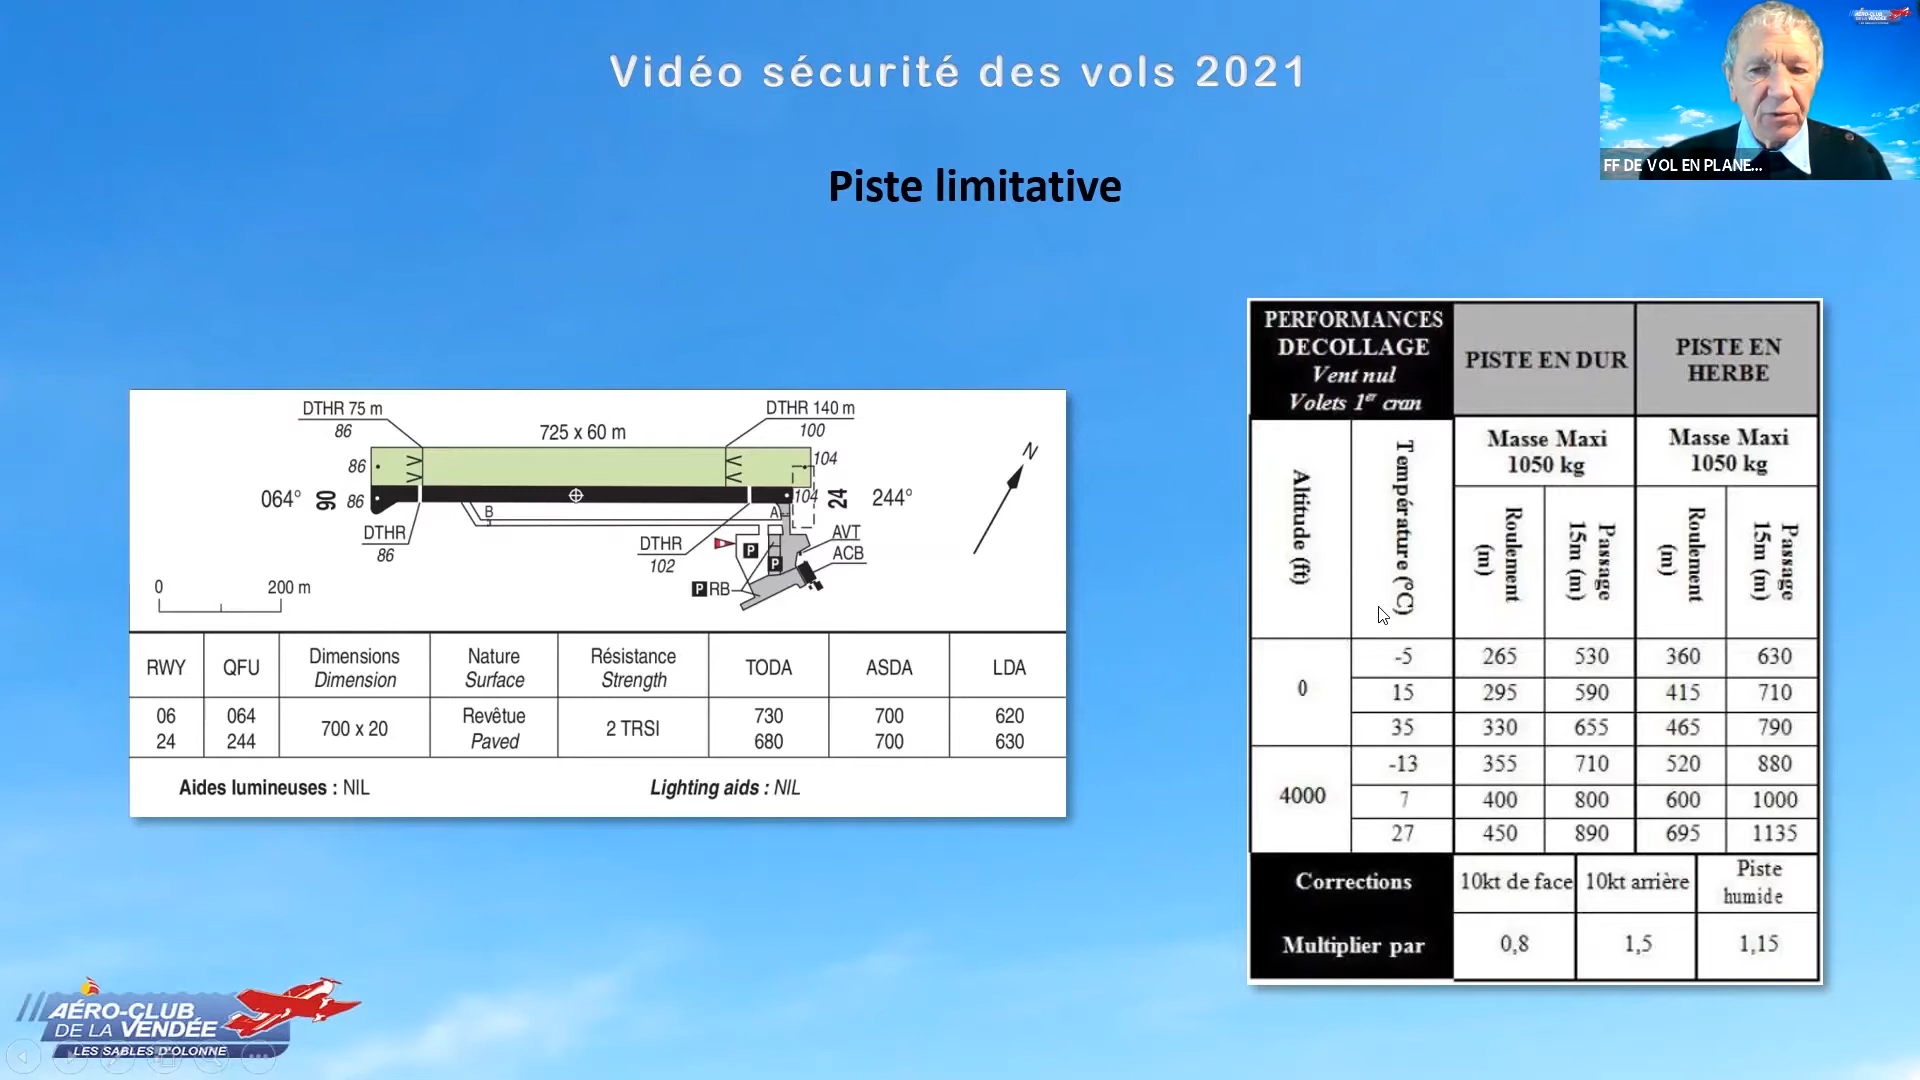 Vidéo sécurité des vols 2021
FF DE VOL EN PLANE...
Piste limitative
DTHR 75 m
86
725 x 60 m
DTHR 140 m
100
N
86
104
064°
06
86
104
24
244°
B
A
DTHR
86
DTHR
102
P
P
AVT
ACB
P RB
0
200 m
RWY QFU Dimensions Nature Résistance TODA ASDA LDA
Dimension Surface Strength
06 064 700 x 20 Revêtue 2 TRSI 730 700 620
24 244 Paved 680 700 630
Aides lumineuses : NIL Lighting aids : NIL
PERFORMANCES
DECOLLAGE
Vent nul
Volets 1er cran
PISTE EN DUR
PISTE EN
HERBE
Altitude (ft)
Température (°C)
Masse Maxi
1050 kg
Masse Maxi
1050 kg
Roulement
(m)
Passage
15m (m)
Roulement
(m)
Passage
15m (m)
0
-5 265 530 360 630
15 295 590 415 710
35 330 655 465 790
4000
-13 355 710 520 880
7 400 800 600 1000
27 450 890 695 1135
Corrections 10kt de face 10kt arrière Piste
humide
Multiplier par 0,8 1,5 1,15
AÉRO-CLUB
DE LA VENDÉE
LES SABLES D'OLONNE